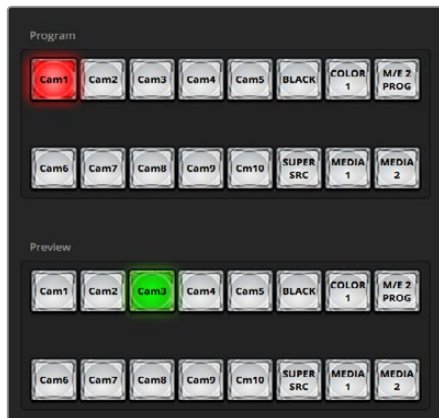 Program
Cam1 Cam2 Cam3 Cam4 Cam5 BLACK COLOR 1 M/E 2 PROG
Cam6 Cam7 Cam8 Cam9 Cm10 SUPER SRC MEDIA 1 MEDIA 2
Preview
Cam1 Cam2 Cam3 Cam4 Cam5 BLACK COLOR 1 M/E 2 PROG
Cam6 Cam7 Cam8 Cam9 Cm10 SUPER SRC MEDIA 1 MEDIA 2